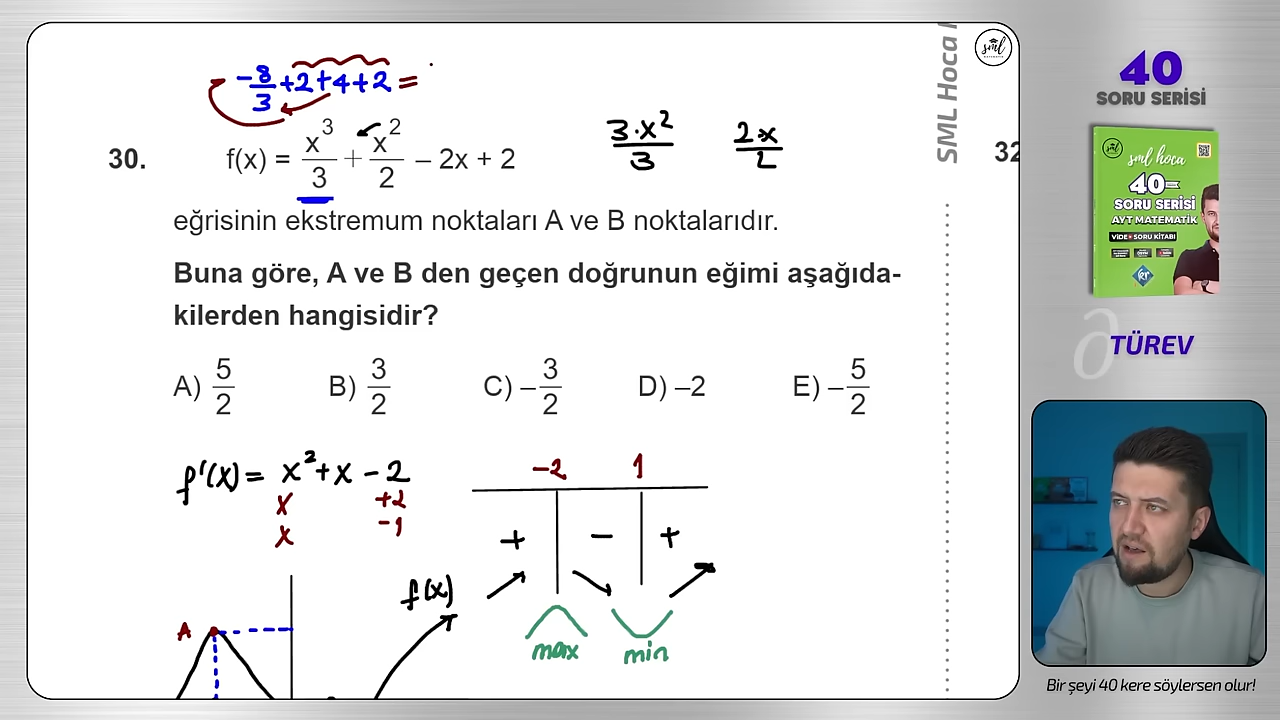 -8/3 +2+4+2 =
30. f(x) = x³/3 + x²/2 – 2x + 2
3·x²/3 2·x/2
eğrisinin ekstremum noktaları A ve B noktalarıdır.
Buna göre, A ve B den geçen doğrunun eğimi aşağıda-
kilerden hangisidir?
A) 5/2 B) 3/2 C) –3/2 D) –2 E) –5/2
f'(x) = x²+x -2
x +2
x -1
-2 1
+ - +
f(x)
max min
A
SML Hoca
sml
32
40
SORU SERİSİ
sml hoca
40
SORU SERİSİ
AYT MATEMATİK
VİDEO SORU KİTABI
TÜREV
Bir şeyi 40 kere söylersen olur!